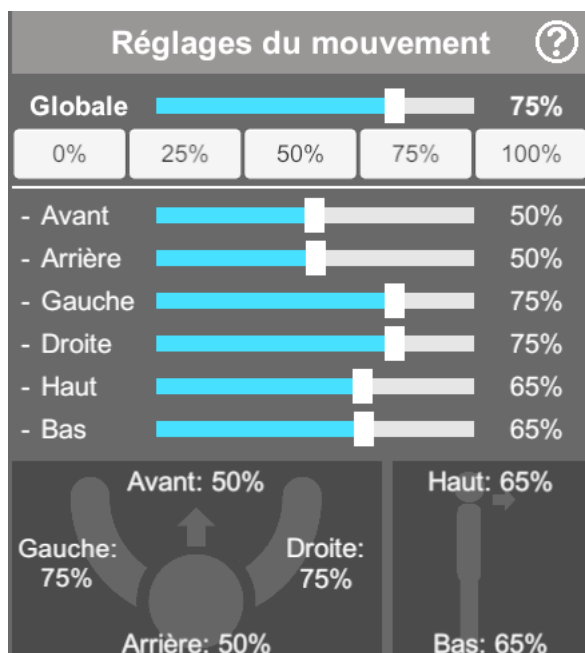 Réglages du mouvement ?
Globale 75%
0% 25% 50% 75% 100%
- Avant 50%
- Arrière 50%
- Gauche 75%
- Droite 75%
- Haut 65%
- Bas 65%
Avant: 50%
Gauche:
75%
Droite:
75%
Arrière: 50%
Haut: 65%
Bas: 65%